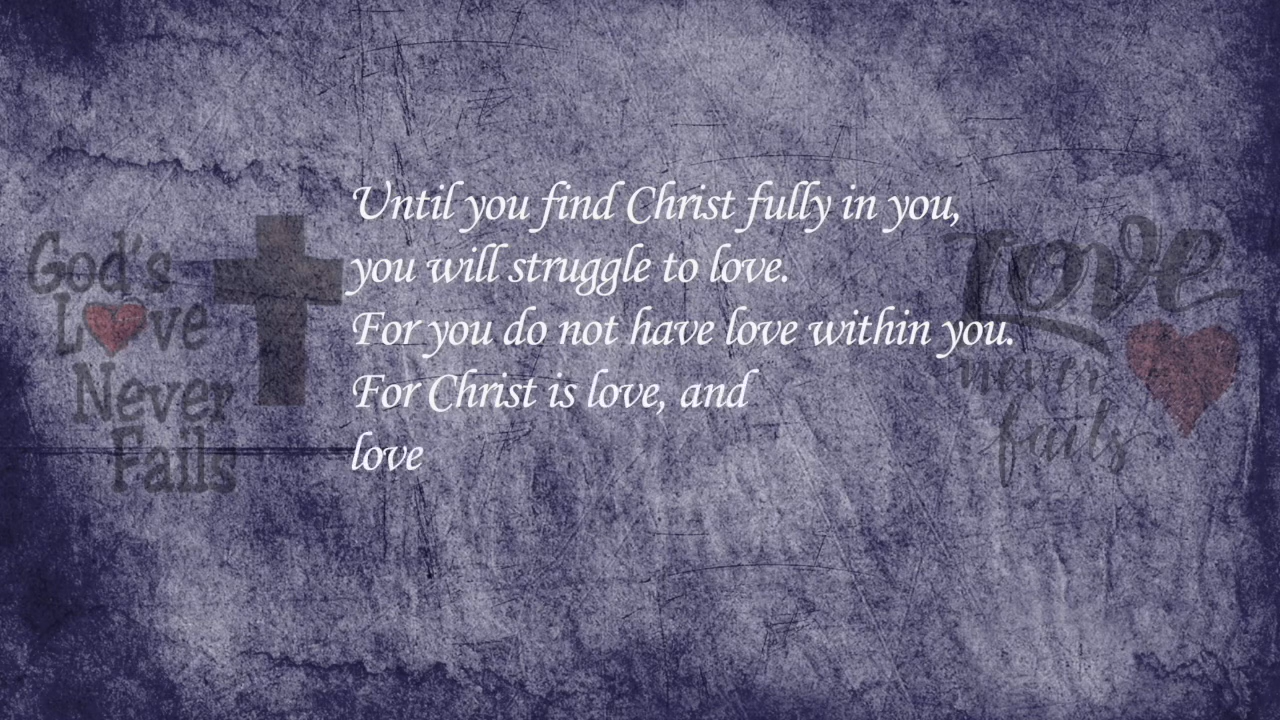 God's
Love
Never
Fails
Until you find Christ fully in you,
you will struggle to love.
For you do not have love within you.
For Christ is love, and
love
Love
never
fails